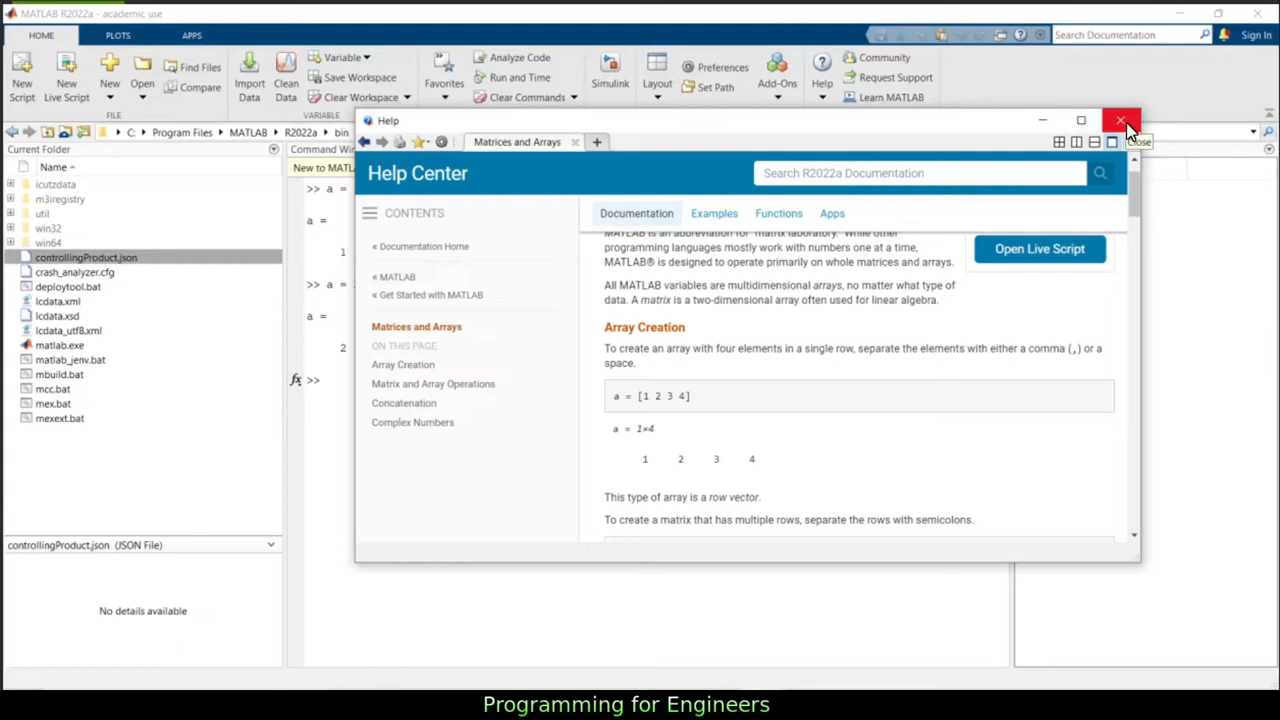 MATLAB R2022a - academic use
HOME
PLOTS
APPS
Search Documentation
Sign In
New Script
New Live Script
New
Open
Find Files
Compare
Import Data
Clean Data
Variable
Save Workspace
Clear Workspace
Favorites
Analyze Code
Run and Time
Clear Commands
Simulink
Layout
Preferences
Set Path
Add-Ons
Help
Community
Request Support
Learn MATLAB
FILE
VARIABLE
C: Program Files MATLAB R2022a bin
Current Folder
Name
icutzdata
m3iregistry
util
win32
win64
controllingProduct.json
crash_analyzer.cfg
deploytool.bat
lcdata.xml
lcdata.xsd
lcdata_utf8.xml
matlab.exe
matlab_jenv.bat
mbuild.bat
mcc.bat
mex.bat
mexext.bat
controllingProduct.json (JSON File)
No details available
Command Win
New to MATL
>> a =
a =
1
>> a =
a =
2
fx >>
Help
Close
Matrices and Arrays
Help Center
Search R2022a Documentation
CONTENTS
« Documentation Home
« MATLAB
« Get Started with MATLAB
Matrices and Arrays
ON THIS PAGE
Array Creation
Matrix and Array Operations
Concatenation
Complex Numbers
Documentation
Examples
Functions
Apps
MATLAB is an abbreviation for "matrix laboratory." While other
programming languages mostly work with numbers one at a time,
MATLAB® is designed to operate primarily on whole matrices and arrays.
Open Live Script
All MATLAB variables are multidimensional arrays, no matter what type of
data. A matrix is a two-dimensional array often used for linear algebra.
Array Creation
To create an array with four elements in a single row, separate the elements with either a comma (,) or a
space.
a = [1 2 3 4]
a = 1×4
1 2 3 4
This type of array is a row vector.
To create a matrix that has multiple rows, separate the rows with semicolons.
Programming for Engineers